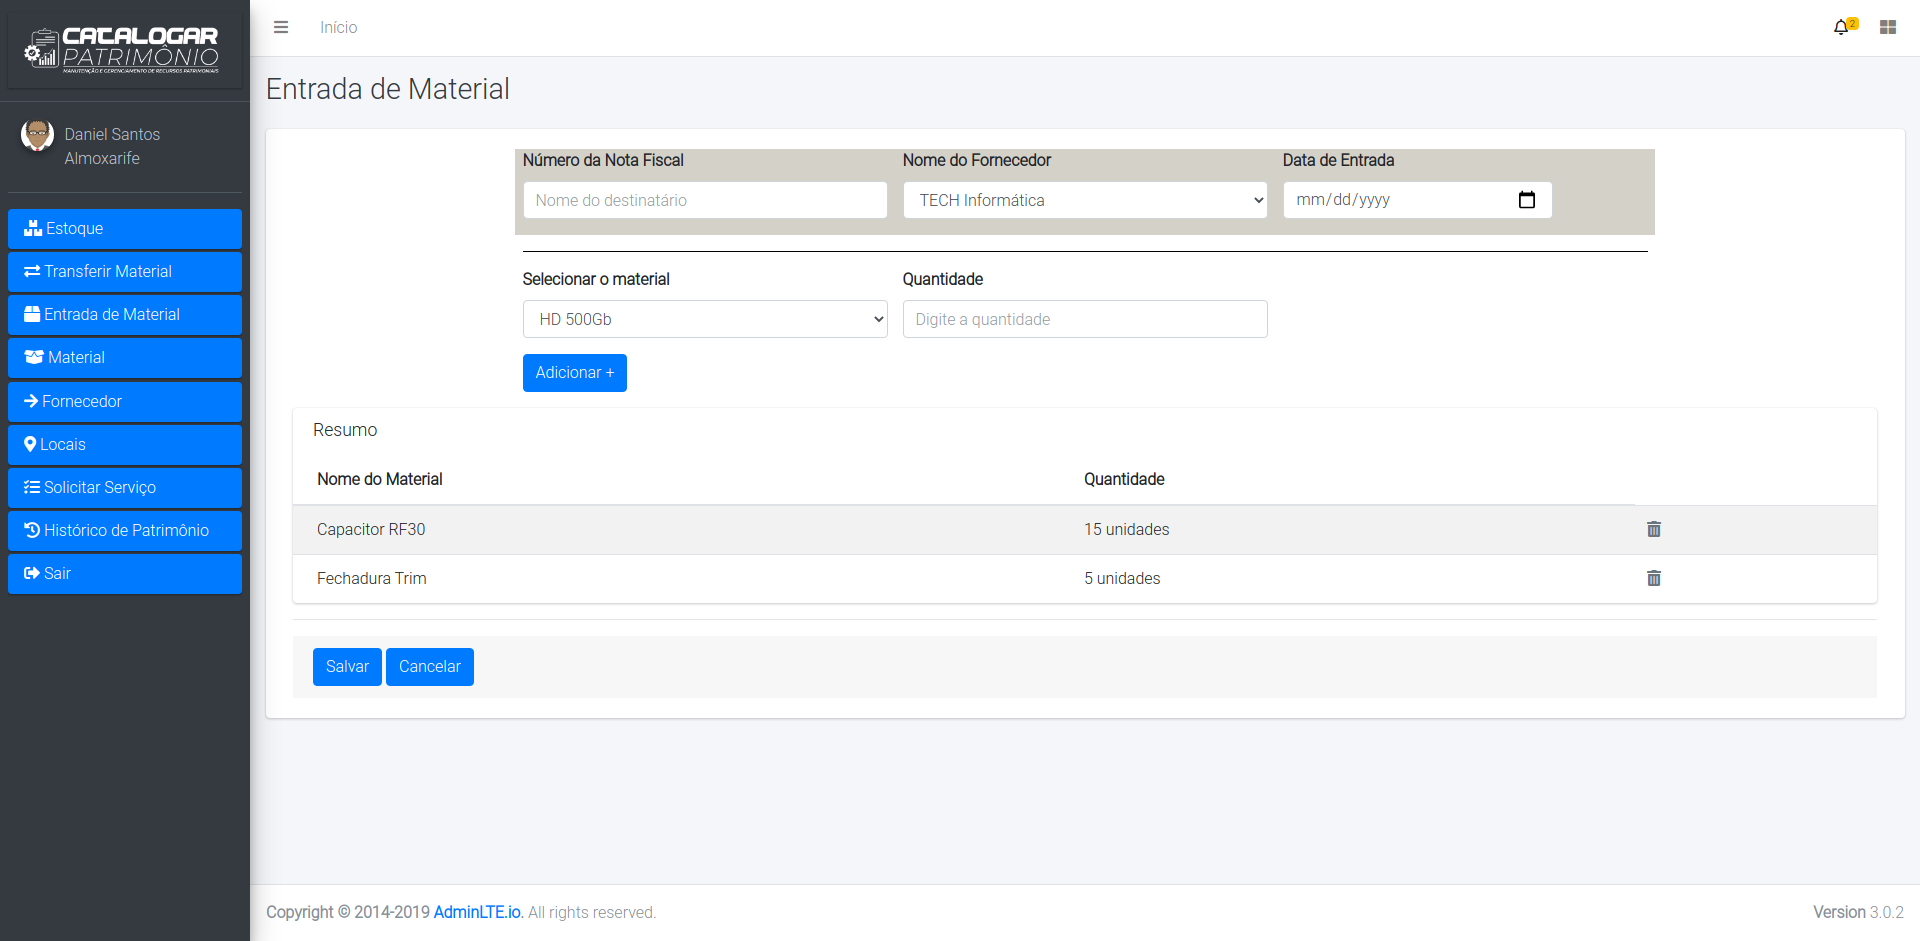 CATALOGAR
PATRIMÔNIO
MANUTENÇÃO E GERENCIAMENTO DE RECURSOS PATRIMONIAIS
Início
2
Daniel Santos
Almoxarife
Estoque
Transferir Material
Entrada de Material
Material
Fornecedor
Locais
Solicitar Serviço
Histórico de Patrimônio
Sair
Entrada de Material
Número da Nota Fiscal
Nome do Fornecedor
Data de Entrada
Nome do destinatário
TECH Informática
mm/dd/yyyy
Selecionar o material
Quantidade
HD 500Gb
Digite a quantidade
Adicionar +
Resumo
Nome do Material
Quantidade
Capacitor RF30
15 unidades
Fechadura Trim
5 unidades
Salvar
Cancelar
Copyright © 2014-2019 AdminLTE.io. All rights reserved.
Version 3.0.2